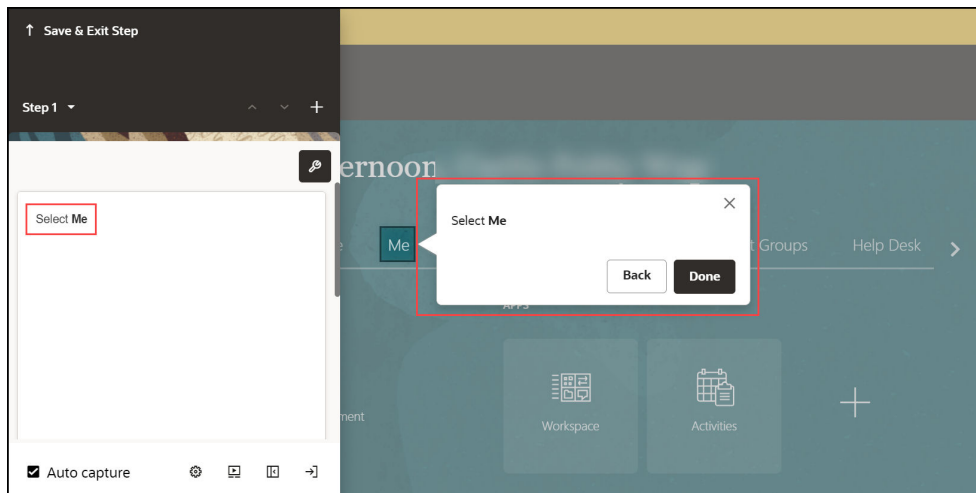 Save & Exit Step
Step 1
ernoon
Select Me
Select Me
Me
t Groups
Help Desk
Back
Done
APPS
ment
Workspace
Activities
Auto capture